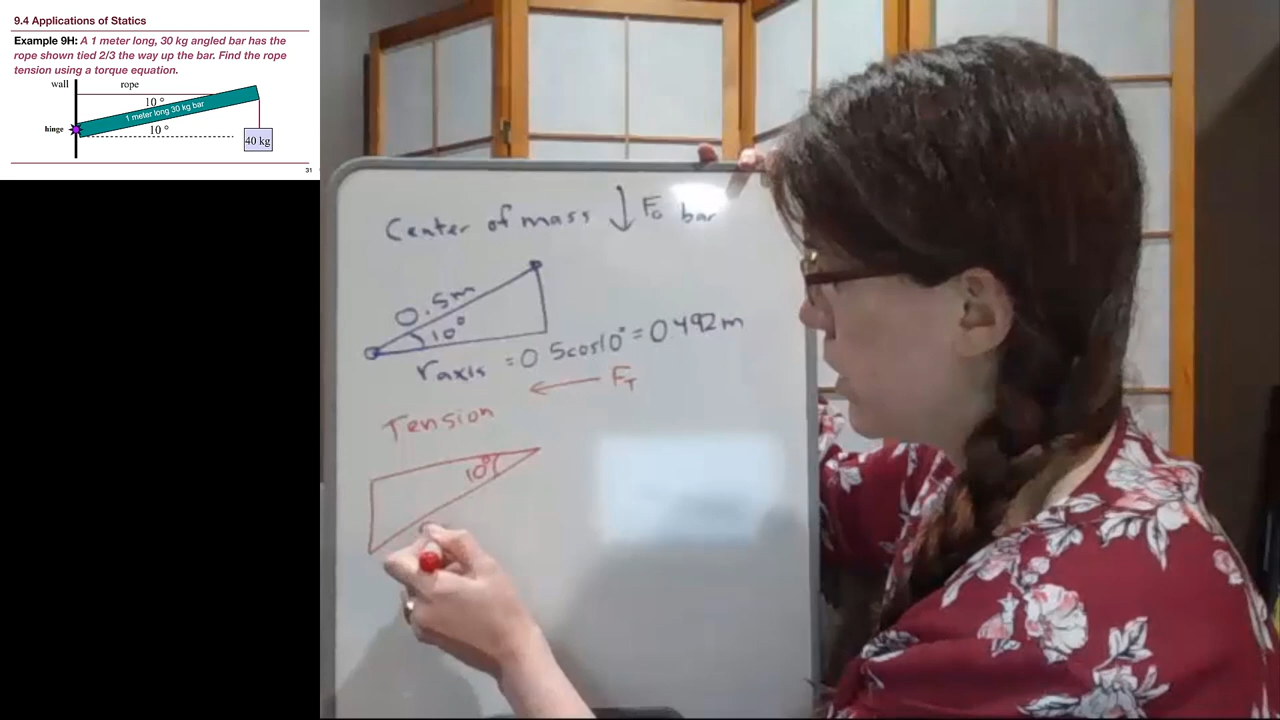 9.4 Applications of Statics
Example 9H: A 1 meter long, 30 kg angled bar has the
rope shown tied 2/3 the way up the bar. Find the rope
tension using a torque equation.
wall
rope
10 °
1 meter long 30 kg bar
hinge
10 °
40 kg
31
Center of mass ↓ FG bar
0.5m
10°
raxis = 0.5cos10° = 0.492m
← FT
Tension
10°